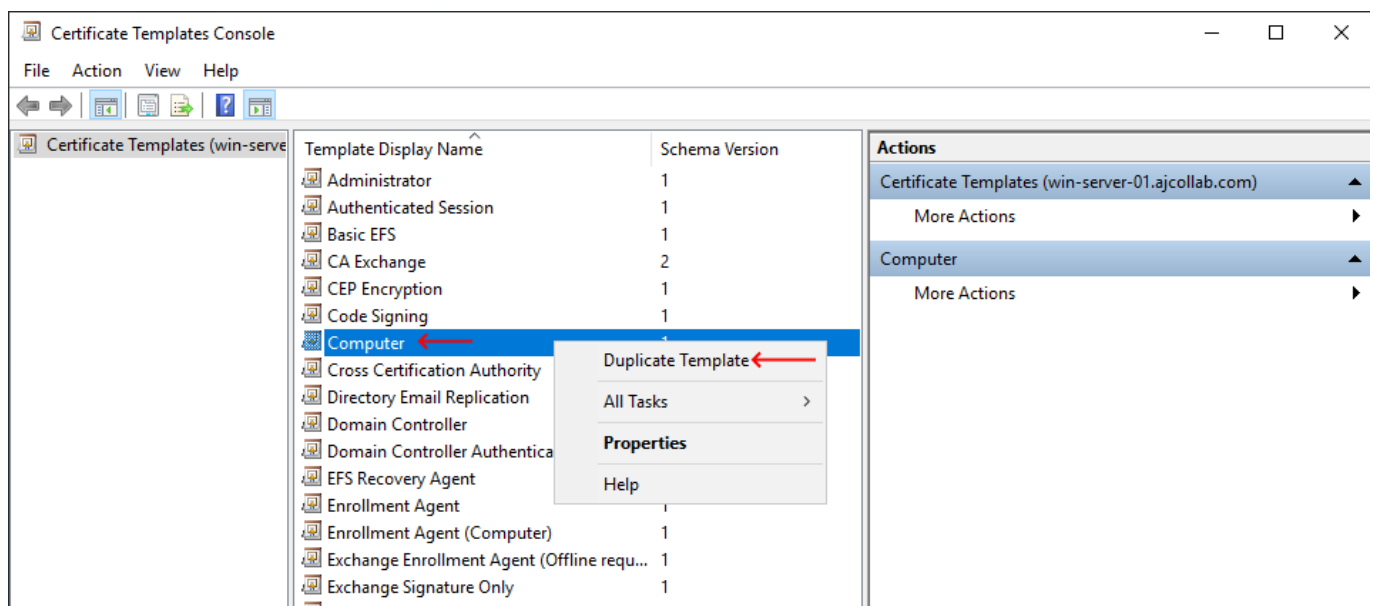 Certificate Templates Console
File Action View Help
Certificate Templates (win-serve
Template Display Name Schema Version
Administrator 1
Authenticated Session 1
Basic EFS 1
CA Exchange 2
CEP Encryption 1
Code Signing 1
Computer
Cross Certification Authority
Directory Email Replication
Domain Controller
Domain Controller Authentica
EFS Recovery Agent
Enrollment Agent 1
Enrollment Agent (Computer) 1
Exchange Enrollment Agent (Offline requ... 1
Exchange Signature Only 1
Duplicate Template
All Tasks
Properties
Help
Actions
Certificate Templates (win-server-01.ajcollab.com)
More Actions
Computer
More Actions